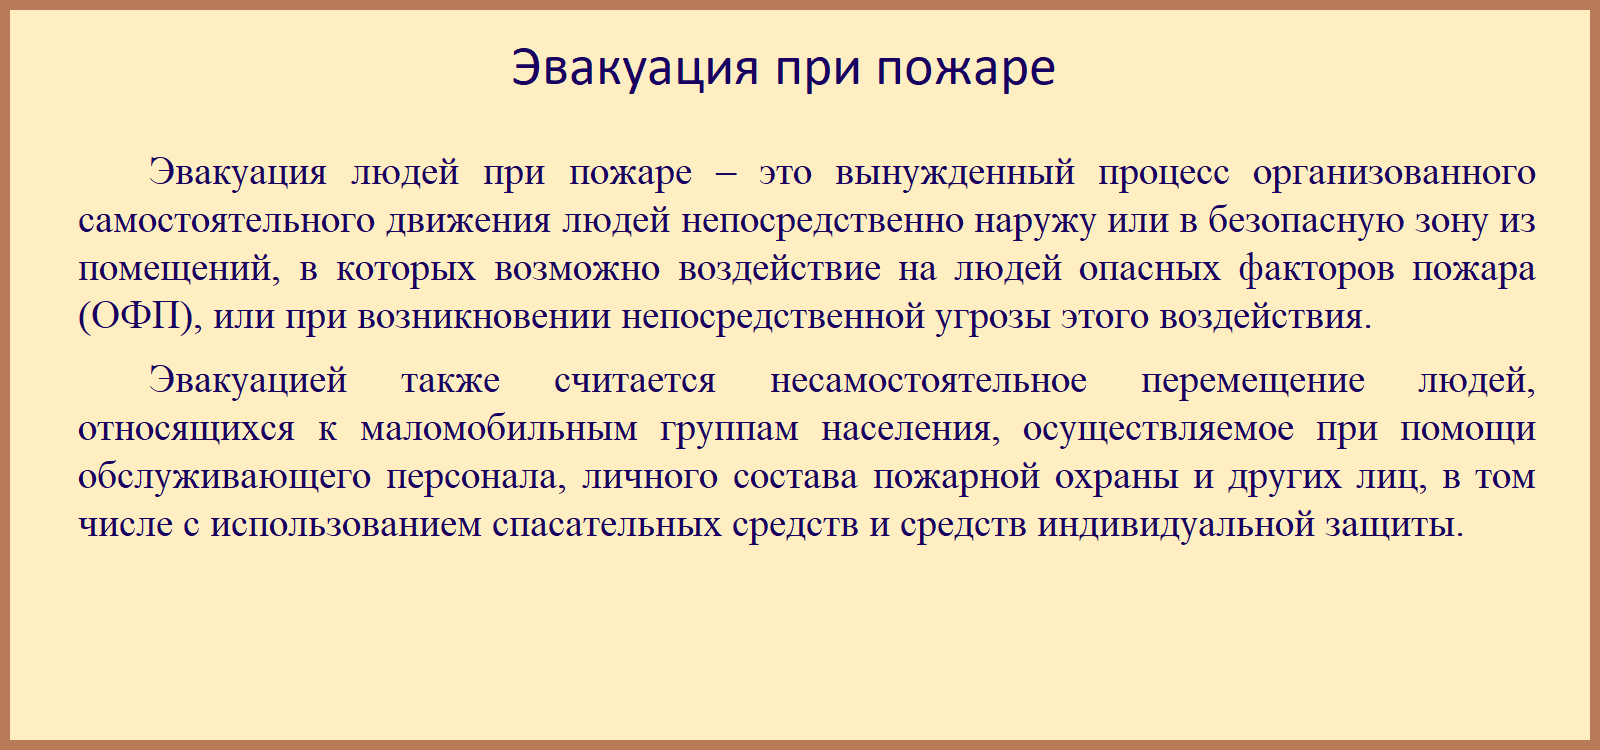 Эвакуация при пожаре
Эвакуация людей при пожаре – это вынужденный процесс организованного
самостоятельного движения людей непосредственно наружу или в безопасную зону из
помещений, в которых возможно воздействие на людей опасных факторов пожара
(ОФП), или при возникновении непосредственной угрозы этого воздействия.
Эвакуацией также считается несамостоятельное перемещение людей,
относящихся к маломобильным группам населения, осуществляемое при помощи
обслуживающего персонала, личного состава пожарной охраны и других лиц, в том
числе с использованием спасательных средств и средств индивидуальной защиты.